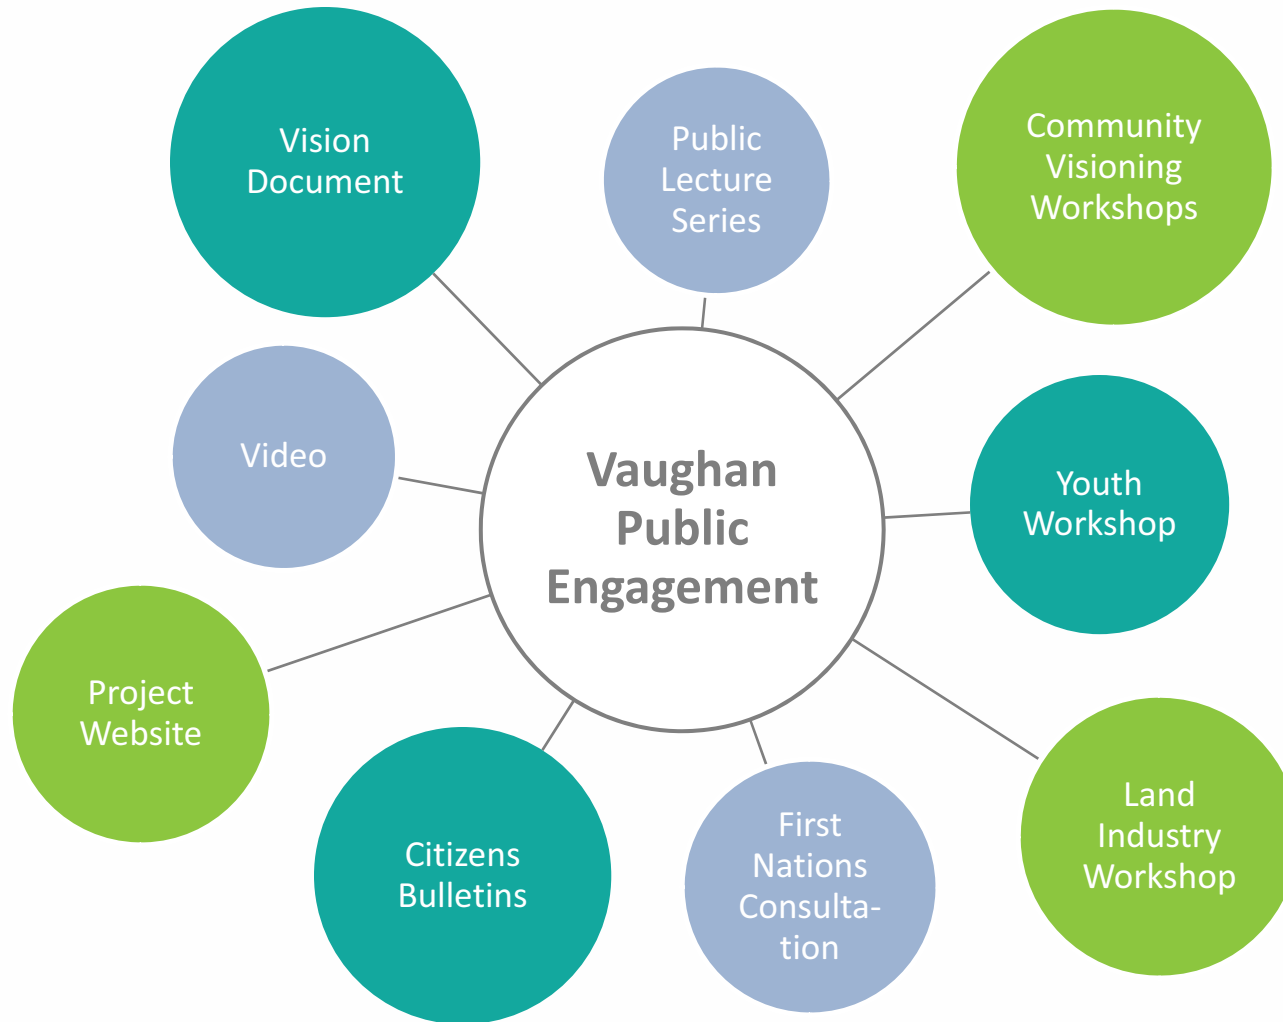 Vision
Document
Public
Lecture
Series
Community
Visioning
Workshops
Video
Vaughan
Public
Engagement
Youth
Workshop
Project
Website
Citizens
Bulletins
First
Nations
Consulta-
tion
Land
Industry
Workshop